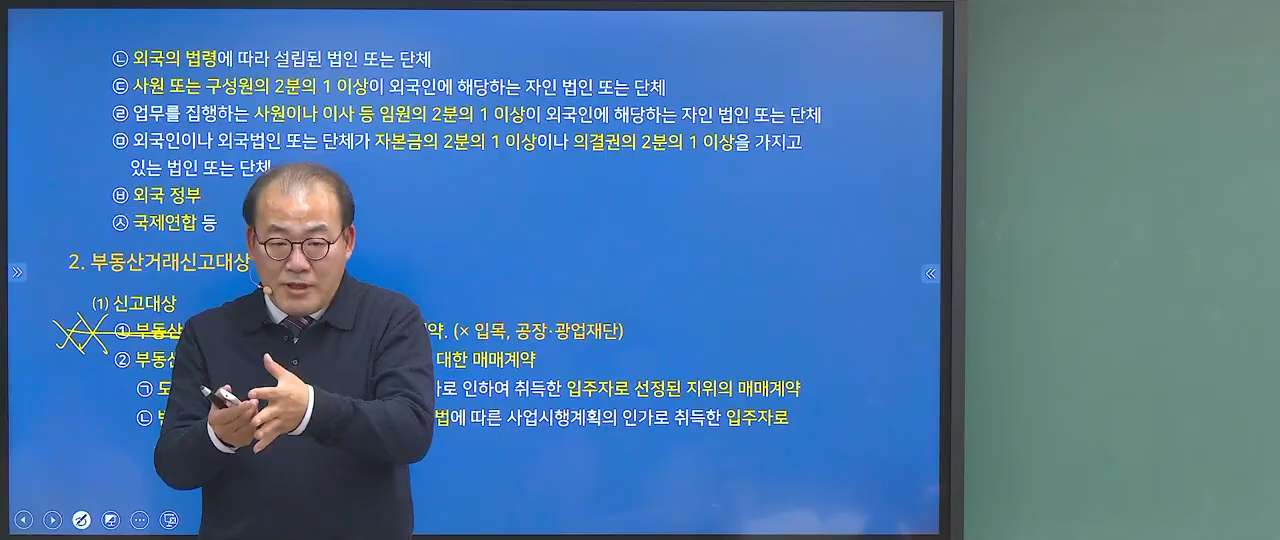 ㉡ 외국의 법령에 따라 설립된 법인 또는 단체
㉢ 사원 또는 구성원의 2분의 1 이상이 외국인에 해당하는 자인 법인 또는 단체
㉣ 업무를 집행하는 사원이나 이사 등 임원의 2분의 1 이상이 외국인에 해당하는 자인 법인 또는 단체
㉤ 외국인이나 외국법인 또는 단체가 자본금의 2분의 1 이상이나 의결권의 2분의 1 이상을 가지고
있는 법인 또는 단체
㉥ 외국 정부
㉦ 국제연합 등
2. 부동산거래신고대상
(1) 신고대상
① 부동산 약. (× 입목, 공장·광업재단)
② 부동산 대한 매매계약
㉠ 로 인하여 취득한 입주자로 선정된 지위의 매매계약
㉡ 법에 따른 사업시행계획의 인가로 취득한 입주자로